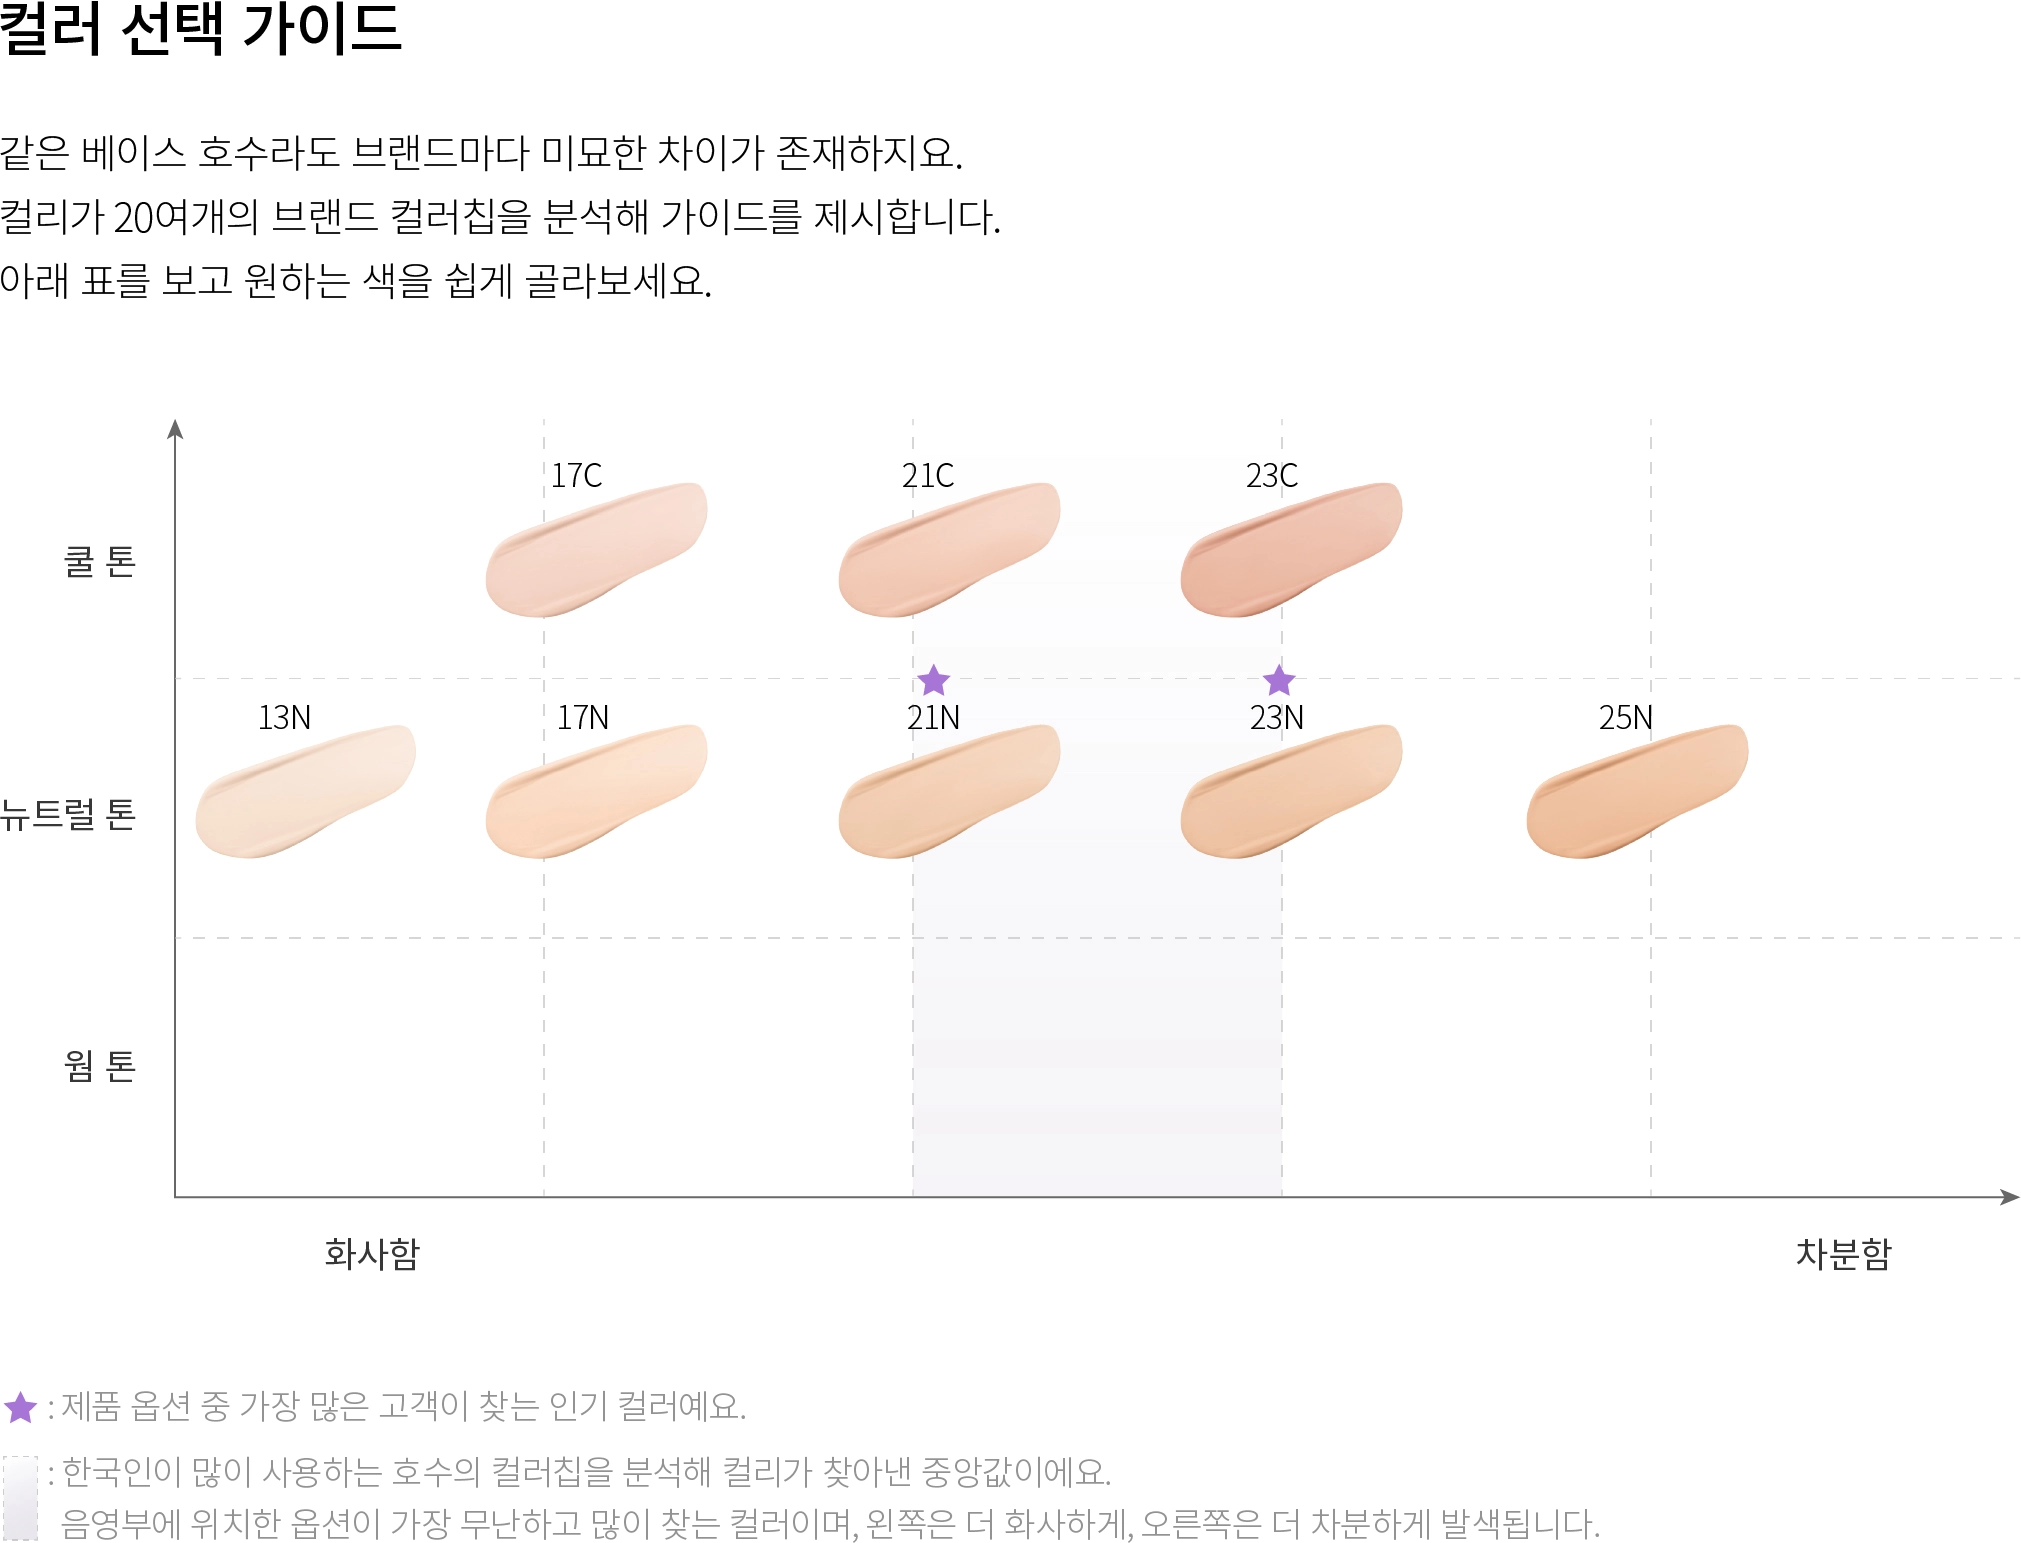 컬러 선택 가이드
같은 베이스 호수라도 브랜드마다 미묘한 차이가 존재하지요.
컬리가 20여개의 브랜드 컬러칩을 분석해 가이드를 제시합니다.
아래 표를 보고 원하는 색을 쉽게 골라보세요.
17C 21C 23C
쿨 톤
13N 17N 21N 23N 25N
뉴트럴 톤
웜 톤
화사함 차분함
: 제품 옵션 중 가장 많은 고객이 찾는 인기 컬러예요.
: 한국인이 많이 사용하는 호수의 컬러칩을 분석해 컬리가 찾아낸 중앙값이에요.
음영부에 위치한 옵션이 가장 무난하고 많이 찾는 컬러이며, 왼쪽은 더 화사하게, 오른쪽은 더 차분하게 발색됩니다.